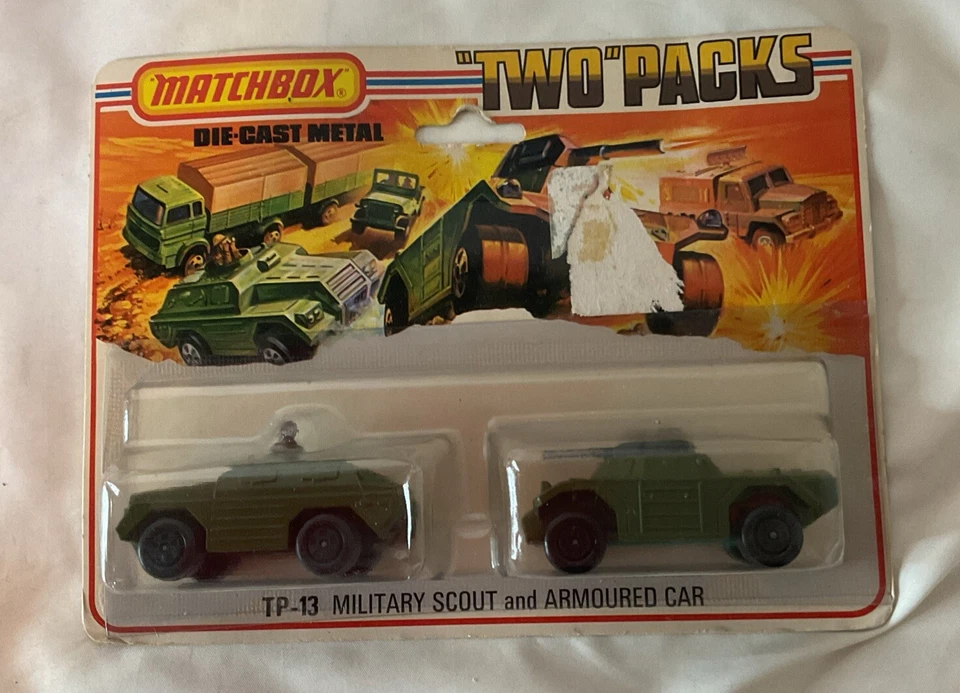 MATCHBOX®
"TWO" PACKS
DIE-CAST METAL
TP-13 MILITARY SCOUT and ARMOURED CAR